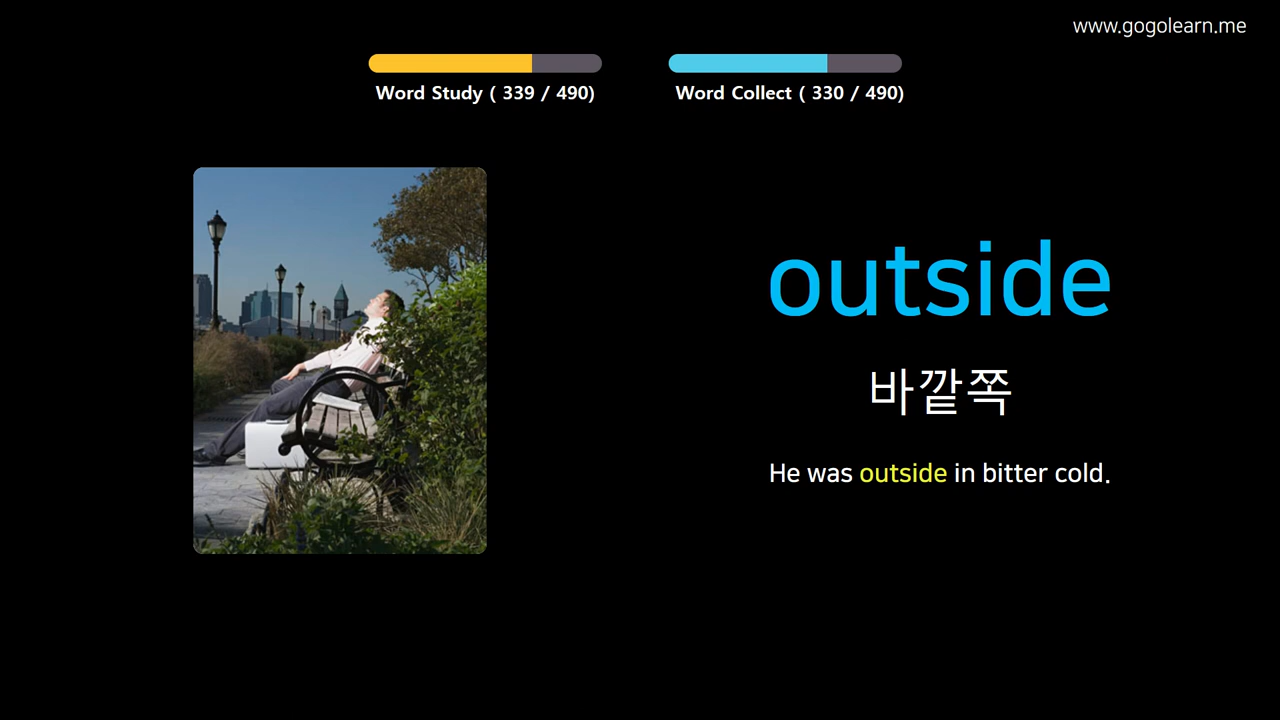 www.gogolearn.me
Word Study ( 339 / 490)
Word Collect ( 330 / 490)
outside
바깥쪽
He was outside in bitter cold.